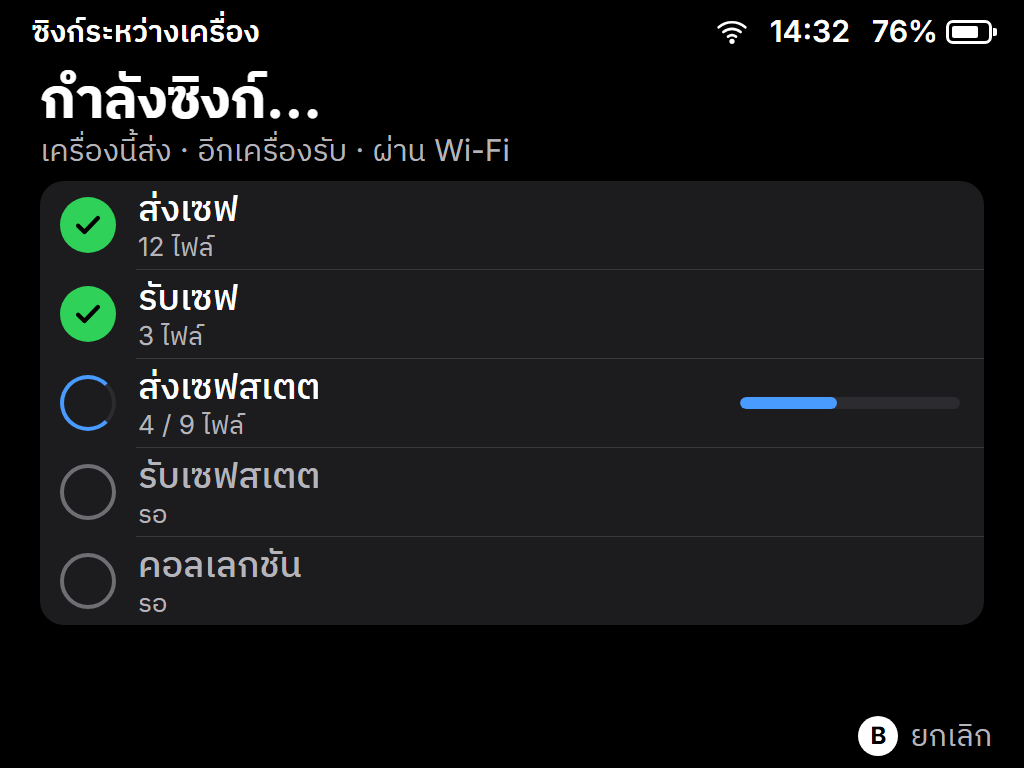 ซิงก์ระหว่างเครื่อง
14:32 76%
กำลังซิงก์...
เครื่องนี้ส่ง · อีกเครื่องรับ · ผ่าน Wi-Fi
ส่งเซฟ
12 ไฟล์
รับเซฟ
3 ไฟล์
ส่งเซฟสเตต
4 / 9 ไฟล์
รับเซฟสเตต
รอ
คอลเลกชัน
รอ
B ยกเลิก